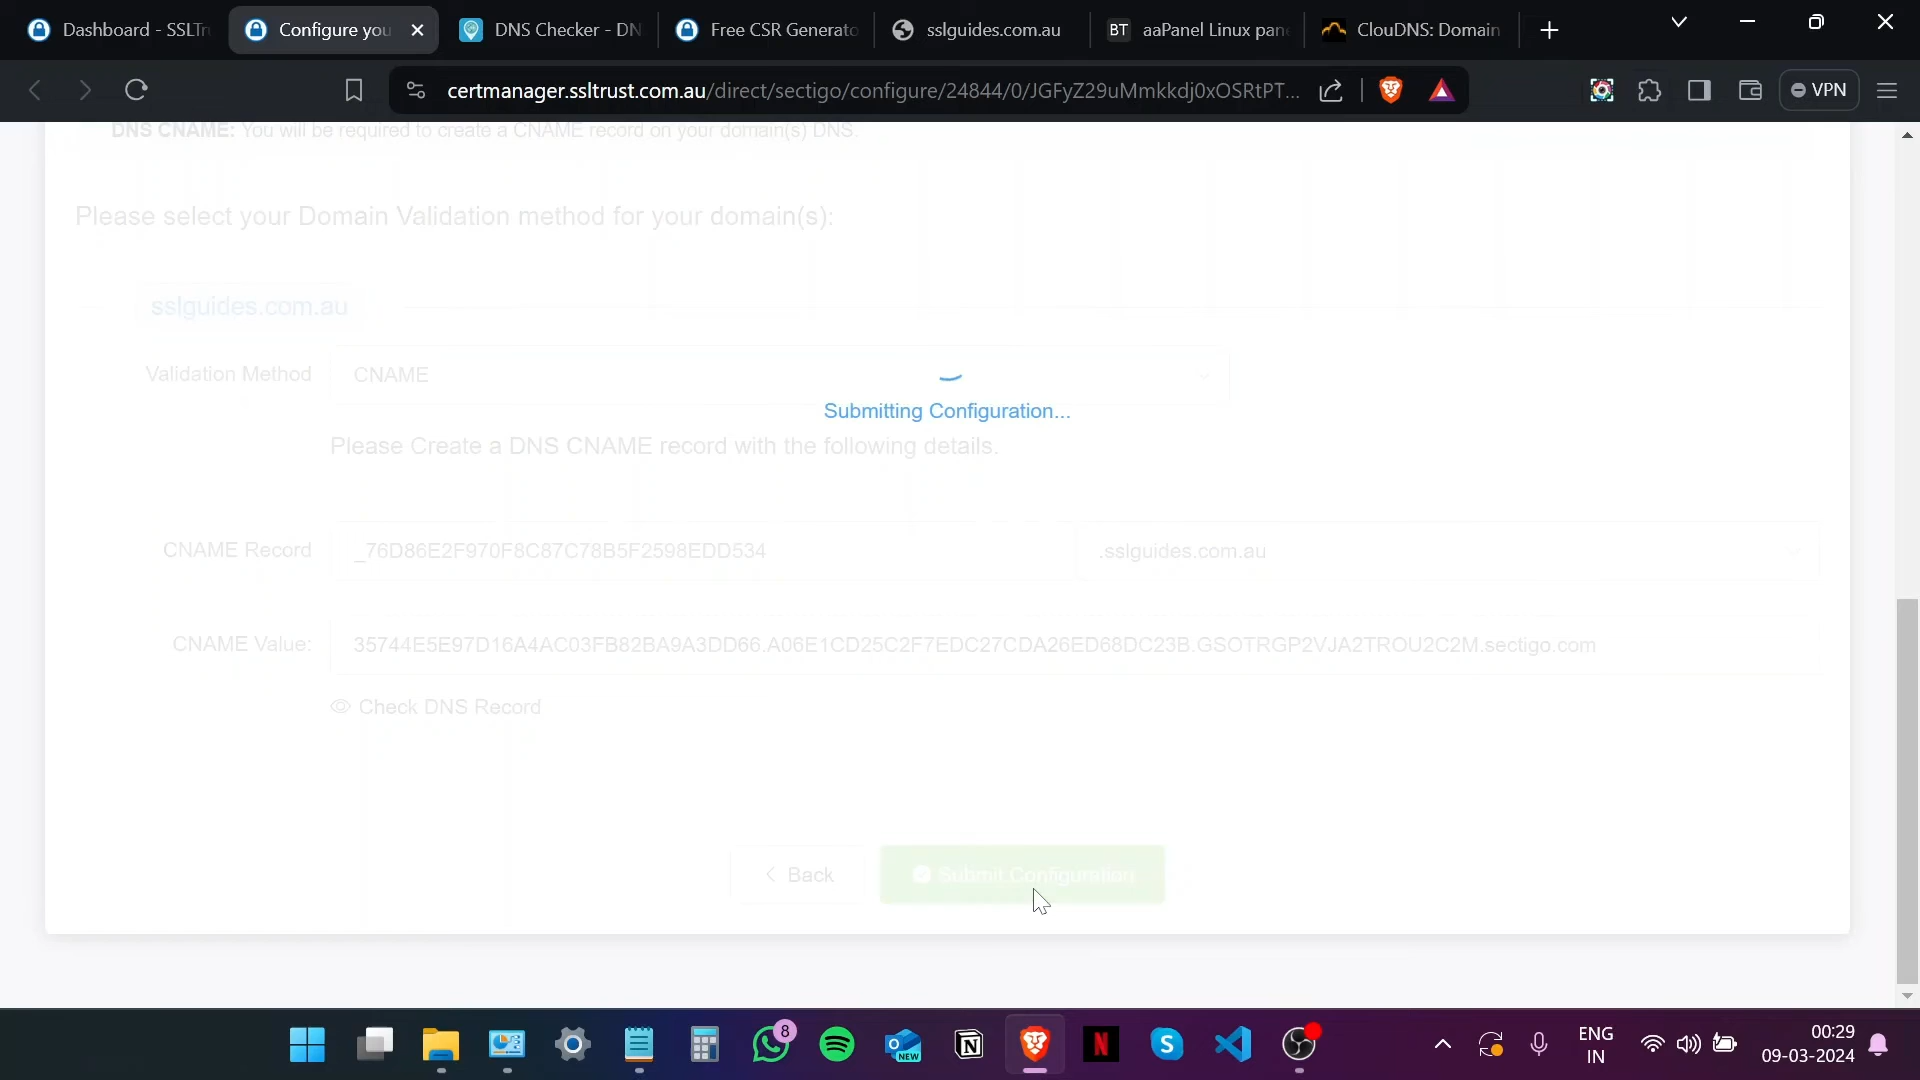 Dashboard - SSLTr
Configure you
DNS Checker - DN
Free CSR Generato
sslguides.com.au
BT
aaPanel Linux pane
ClouDNS: Domain
certmanager.ssltrust.com.au/direct/sectigo/configure/24844/0/JGFyZ29uMmkkdj0xOSRtPT...
VPN
DNS CNAME: You will be required to create a CNAME record on your domain(s) DNS.
Please select your Domain Validation method for your domain(s):
sslguides.com.au
Validation Method
CNAME
Submitting Configuration...
Please Create a DNS CNAME record with the following details.
CNAME Record
_76D86E2F970F8C87C78B5F2598EDD534
.sslguides.com.au
CNAME Value:
35744E5E97D16A4AC03FB82BA9A3DD66.A06E1CD25C2F7EDC27CDA26ED68DC23B.GSOTRGP2VJA2TROU2C2M.sectigo.com
Check DNS Record
Back
Submit Configuration
8
NEW
ENG
IN
00:29
09-03-2024